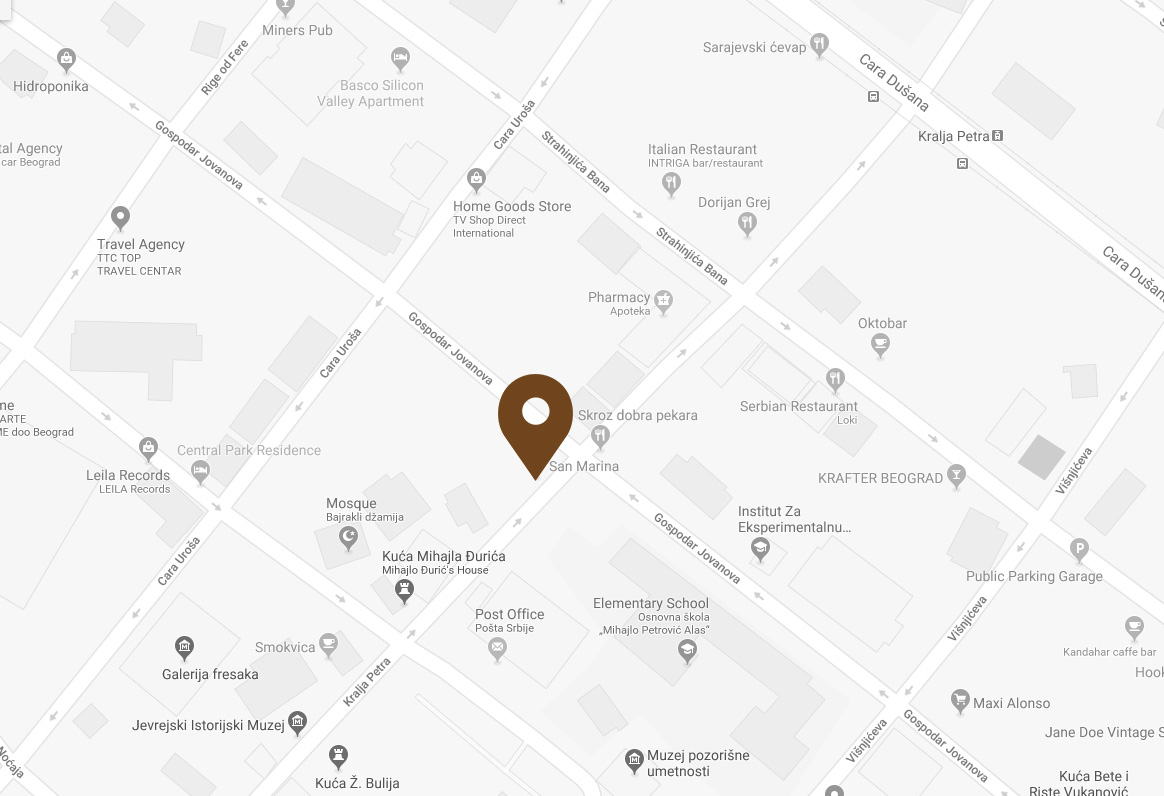 Miners Pub
Sarajevski ćevap
Cara Dušana
Hidroponika
Rige od Fere
Basco Silicon
Valley Apartment
Cara Uroša
Kralja Petra
Gospodar Jovanova
tal Agency
car Beograd
Strahinjića Bana
Italian Restaurant
INTRIGA bar/restaurant
Home Goods Store
TV Shop Direct
International
Dorijan Grej
Travel Agency
TTC TOP
TRAVEL CENTAR
Strahinjića Bana
Cara Dušan
Pharmacy
Apoteka
Oktobar
Gospodar Jovanova
Cara Uroša
me
ARTE
ME doo Beograd
Skroz dobra pekara
Serbian Restaurant
Loki
Central Park Residence
Leila Records
LEILA Records
San Marina
KRAFTER BEOGRAD
Višnjićeva
Mosque
Bajrakli džamija
Institut Za
Eksperimentalnu...
Gospodar Jovanova
Cara Uroša
Kuća Mihajla Đurića
Mihajlo Đurić's House
P
Public Parking Garage
Post Office
Pošta Srbije
Elementary School
Osnovna škola
„Mihajlo Petrović Alas“
Višnjićeva
Smokvica
Kandahar caffe bar
Galerija fresaka
Kralja Petra
Hook
Maxi Alonso
Jevrejski Istorijski Muzej
Jane Doe Vintage S
Višnjićeva
Gospodar Jovanova
Noćaja
Muzej pozorišne
umetnosti
Kuća Ž. Bulija
Kuća Bete i
Riste Vukanović